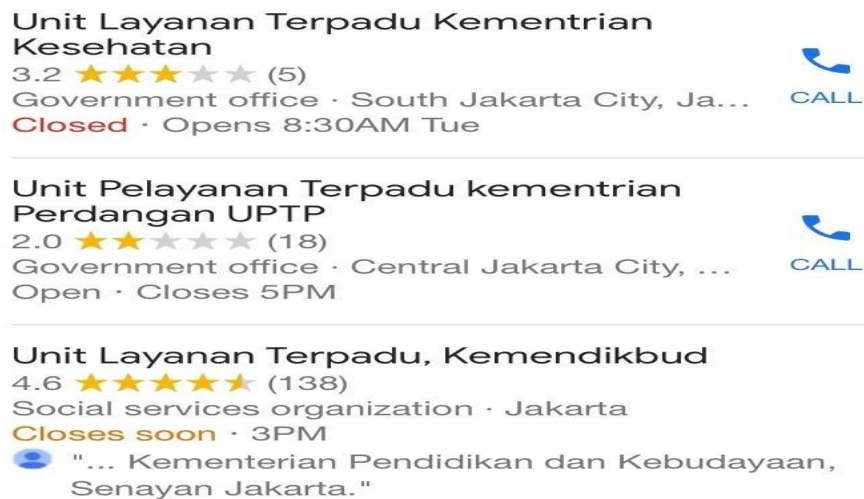 Unit Layanan Terpadu Kementrian
Kesehatan
3.2 (5)
Government office · South Jakarta City, Ja...
CALL
Closed · Opens 8:30AM Tue
Unit Pelayanan Terpadu kementrian
Perdangan UPTP
2.0 (18)
Government office · Central Jakarta City, ...
CALL
Open · Closes 5PM
Unit Layanan Terpadu, Kemendikbud
4.6 (138)
Social services organization · Jakarta
Closes soon · 3PM
"... Kementerian Pendidikan dan Kebudayaan,
Senayan Jakarta."